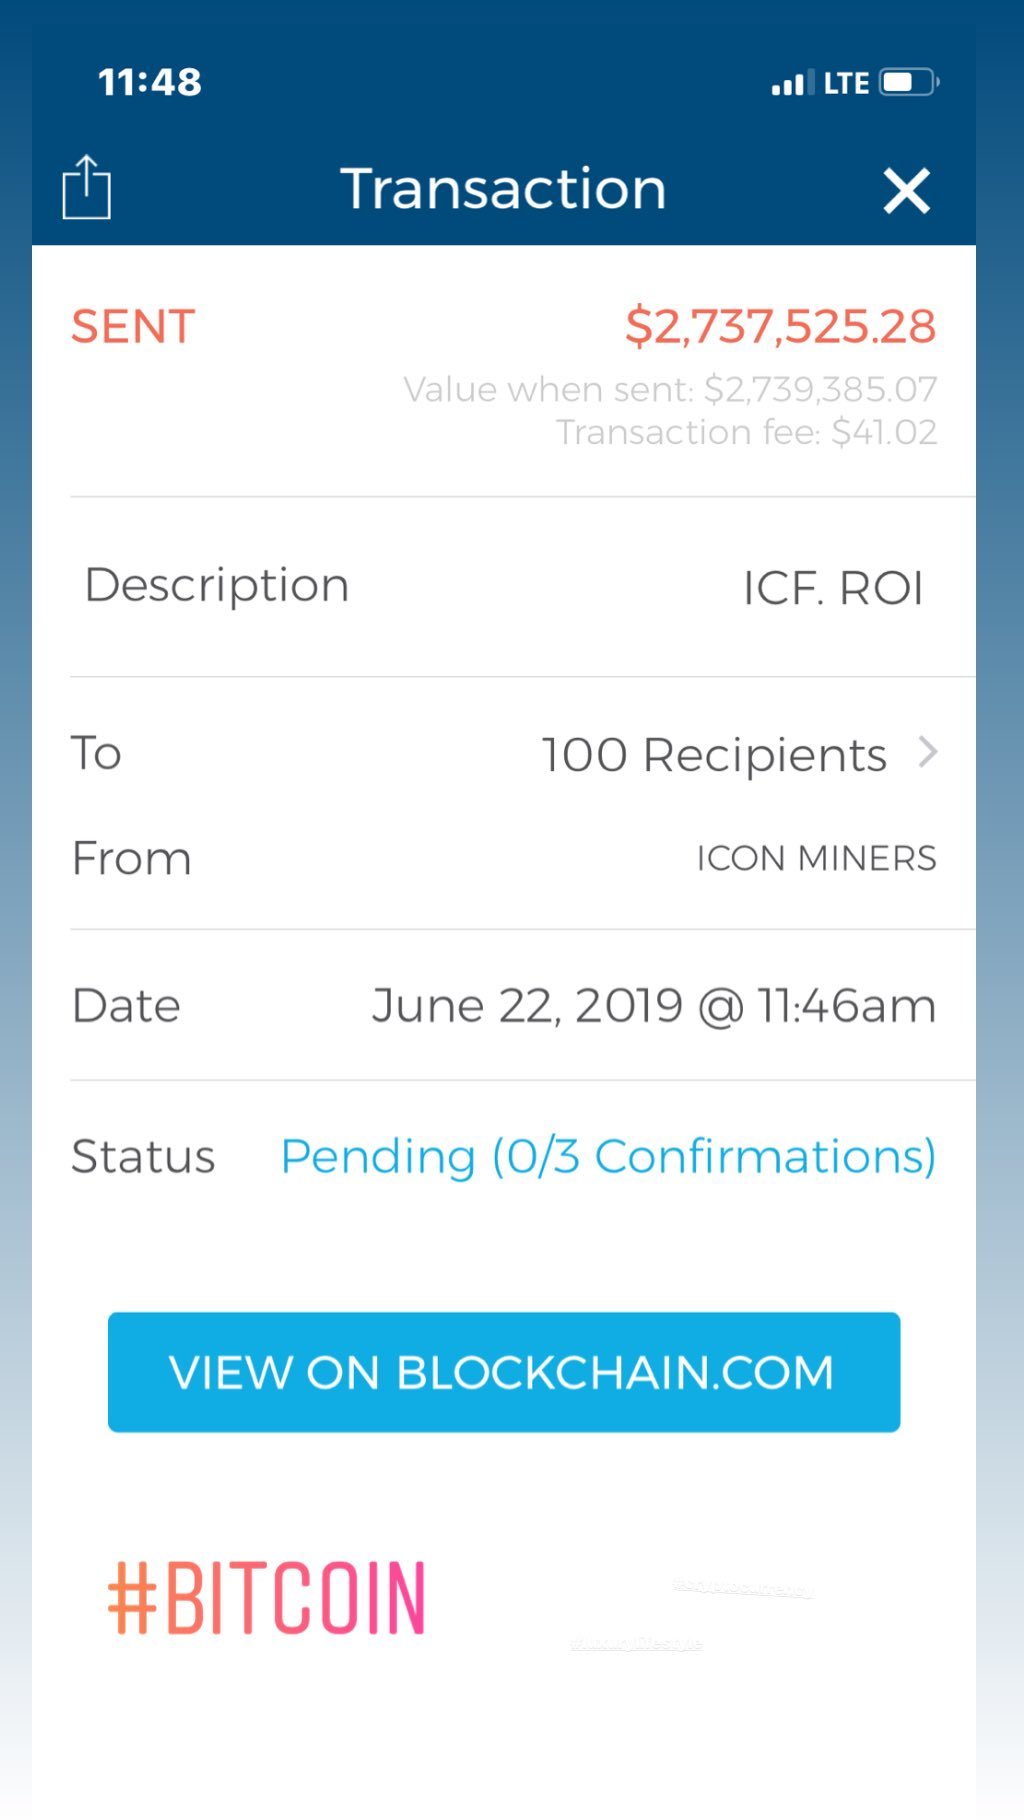 11:48
LTE
Transaction
SENT
$2,737,525.28
Value when sent: $2,739,385.07
Transaction fee: $41.02
Description
ICF. ROI
To
100 Recipients
From
ICON MINERS
Date
June 22, 2019 @ 11:46am
Status
Pending (0/3 Confirmations)
VIEW ON BLOCKCHAIN.COM
#BITCOIN
#cryptocurrency
#luxurylifestyle